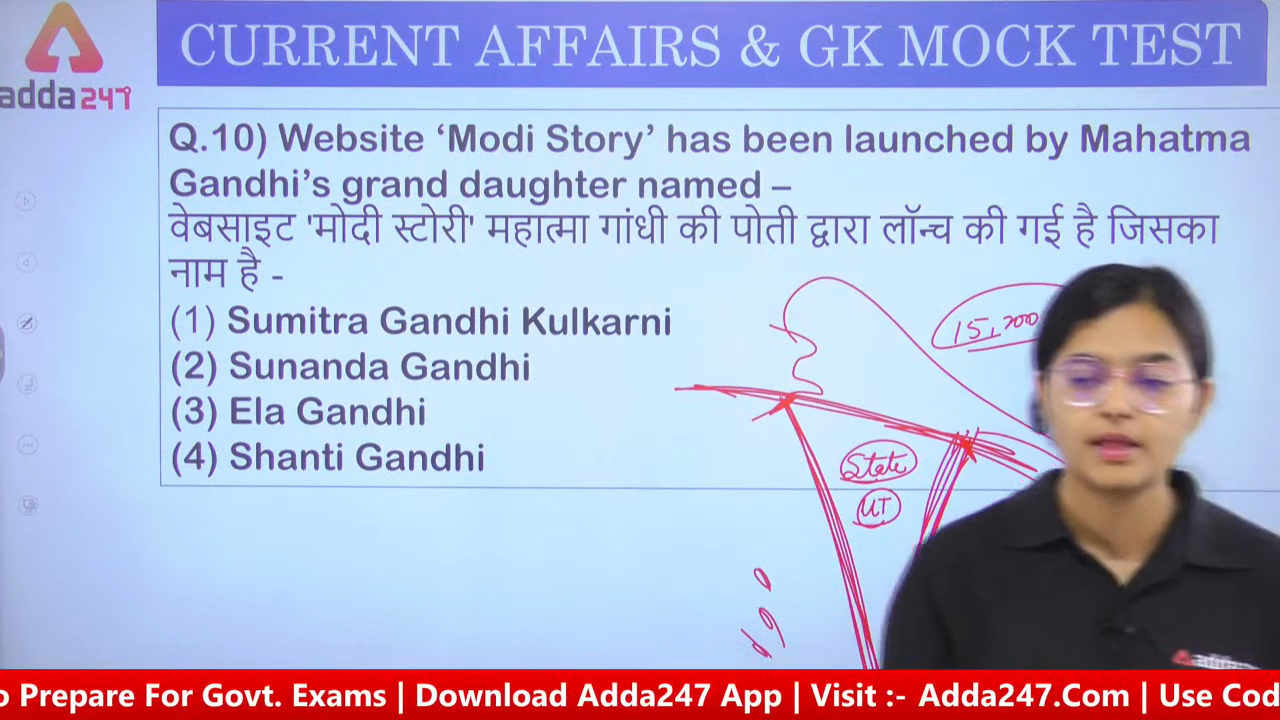 adda247
CURRENT AFFAIRS & GK MOCK TEST
Q.10) Website ‘Modi Story’ has been launched by Mahatma
Gandhi’s grand daughter named –
वेबसाइट 'मोदी स्टोरी' महात्मा गांधी की पोती द्वारा लॉन्च की गई है जिसका
नाम है -
(1) Sumitra Gandhi Kulkarni
(2) Sunanda Gandhi
(3) Ela Gandhi
(4) Shanti Gandhi
State
UT
o Prepare For Govt. Exams | Download Adda247 App | Visit :- Adda247.Com | Use Cod